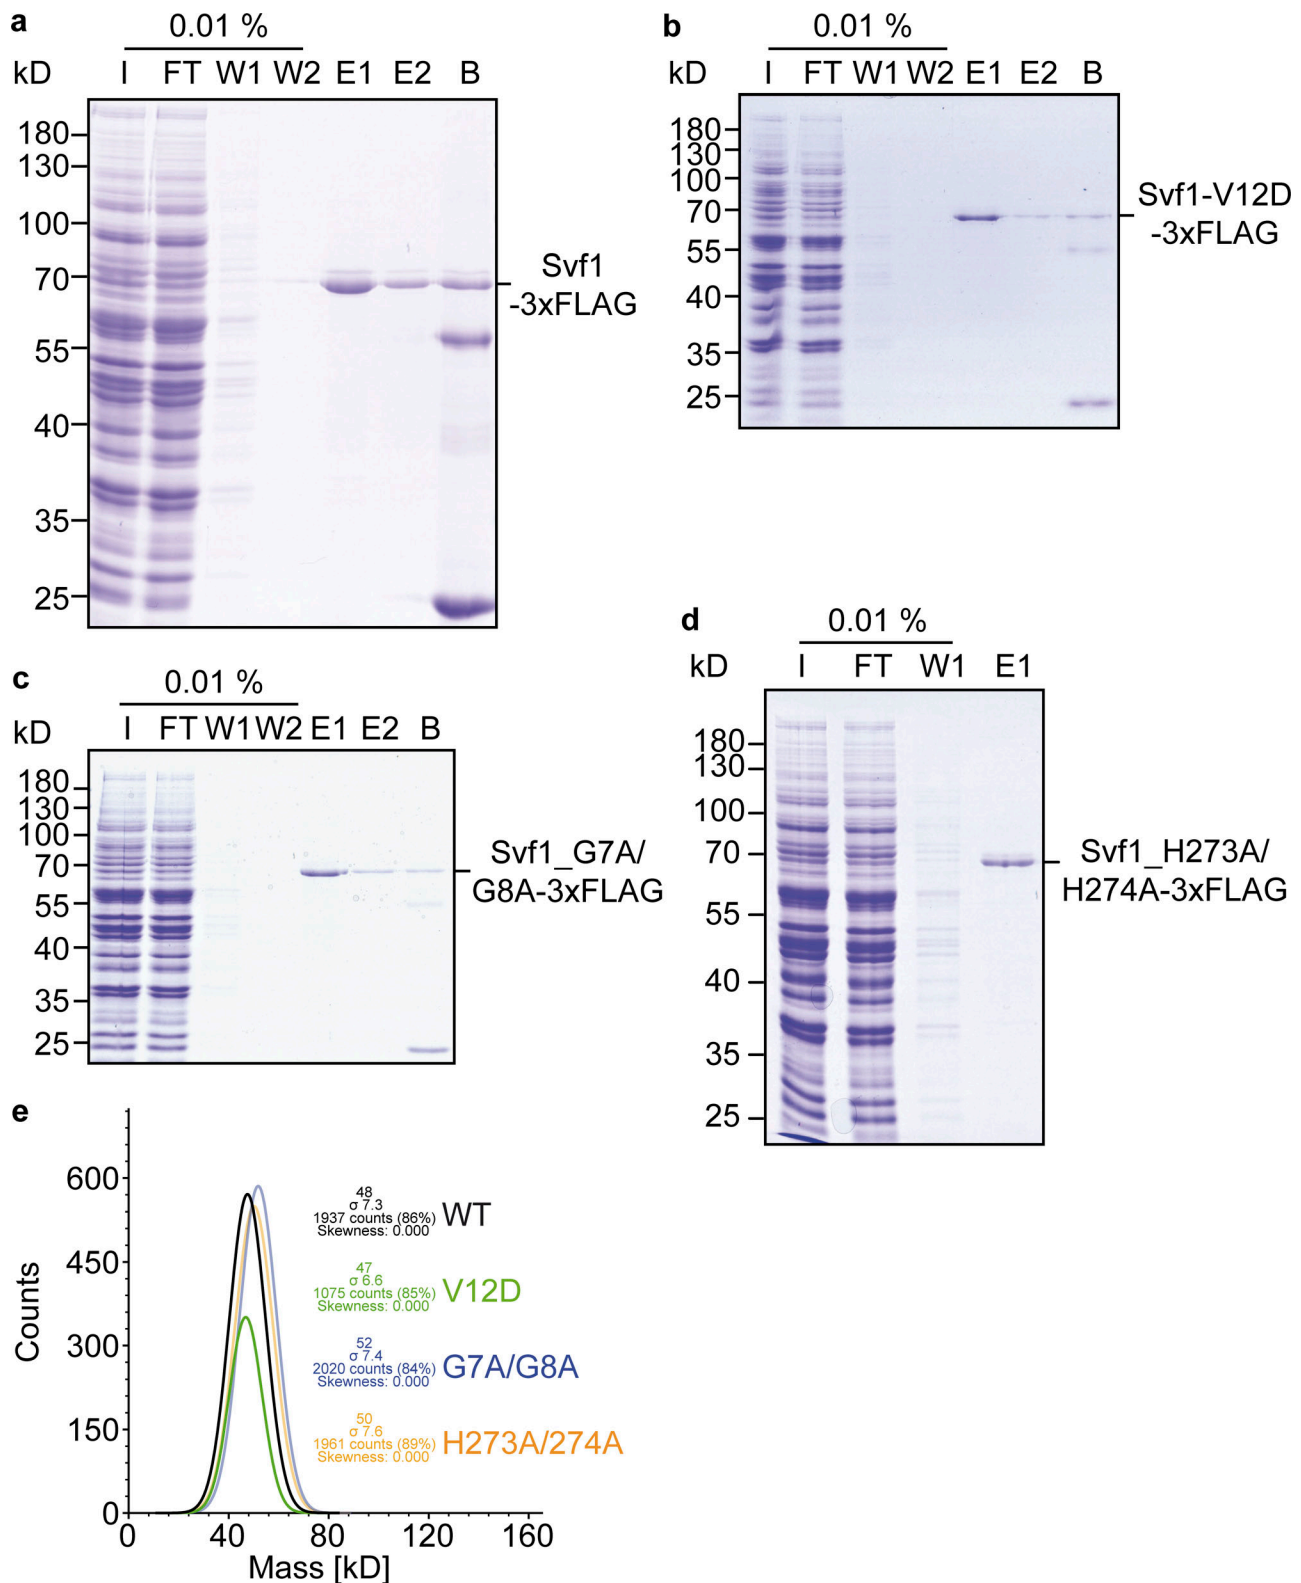 a
0.01 %
kD I FT W1 W2 E1 E2 B
180
130
100
70
55
40
35
25
Svf1
-3xFLAG
b
0.01 %
kD I FT W1 W2 E1 E2 B
180
130
100
70
55
40
35
25
Svf1-V12D
-3xFLAG
c
0.01 %
kD I FT W1 W2 E1 E2 B
180
130
100
70
55
40
35
25
Svf1_G7A/
G8A-3xFLAG
d
0.01 %
kD I FT W1 E1
180
130
100
70
55
40
35
25
Svf1_H273A/
H274A-3xFLAG
e
Counts
600
450
300
150
0
0 40 80 120 160
Mass [kD]
48
σ 7.3
1937 counts (86%)
Skewness: 0.000
WT
47
σ 6.6
1075 counts (85%)
Skewness: 0.000
V12D
52
σ 7.4
2020 counts (84%)
Skewness: 0.000
G7A/G8A
50
σ 7.6
1961 counts (89%)
Skewness: 0.000
H273A/274A